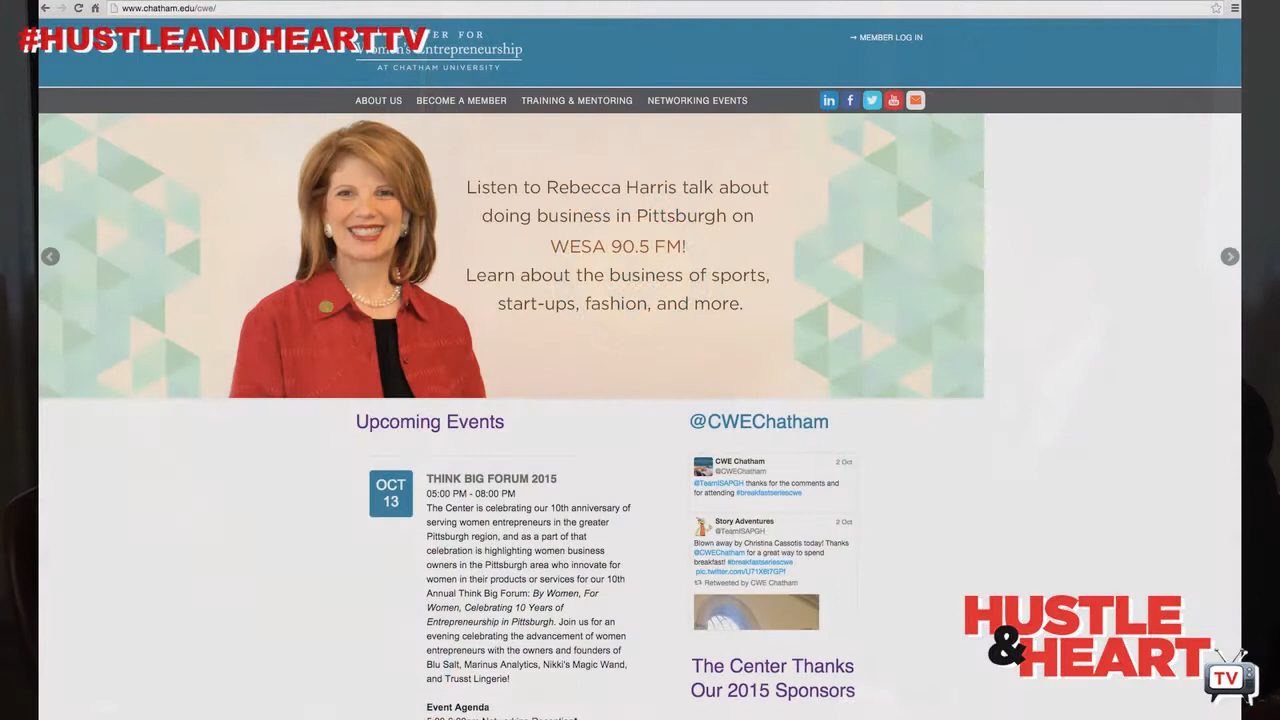 www.chatham.edu/cwe/
#HUSTLEANDHEARTTV
ER FOR
Women's Entrepreneurship
AT CHATHAM UNIVERSITY
→ MEMBER LOG IN
ABOUT US BECOME A MEMBER TRAINING & MENTORING NETWORKING EVENTS
in f You
Listen to Rebecca Harris talk about
doing business in Pittsburgh on
WESA 90.5 FM!
Learn about the business of sports,
start-ups, fashion, and more.
Upcoming Events
OCT
13
THINK BIG FORUM 2015
05:00 PM - 08:00 PM
The Center is celebrating our 10th anniversary of
serving women entrepreneurs in the greater
Pittsburgh region, and as a part of that
celebration is highlighting women business
owners in the Pittsburgh area who innovate for
women in their products or services for our 10th
Annual Think Big Forum: By Women, For
Women, Celebrating 10 Years of
Entrepreneurship in Pittsburgh. Join us for an
evening celebrating the advancement of women
entrepreneurs with the owners and founders of
Blu Salt, Marinus Analytics, Nikki's Magic Wand,
and Trusst Lingerie!
Event Agenda
@CWEChatham
CWE Chatham 2 Oct
@CWEChatham
@TeamISAPGH thanks for the comments and
for attending #breakfastseriescwe
Story Adventures 2 Oct
@TeamISAPGH
Blown away by Christina Cassotis today! Thanks
@CWEChatham for a great way to spend
breakfast! #breakfastseriescwe
pic.twitter.com/U71X6t7GPf
Retweeted by CWE Chatham
The Center Thanks
Our 2015 Sponsors
HUSTLE
&HEART
TV